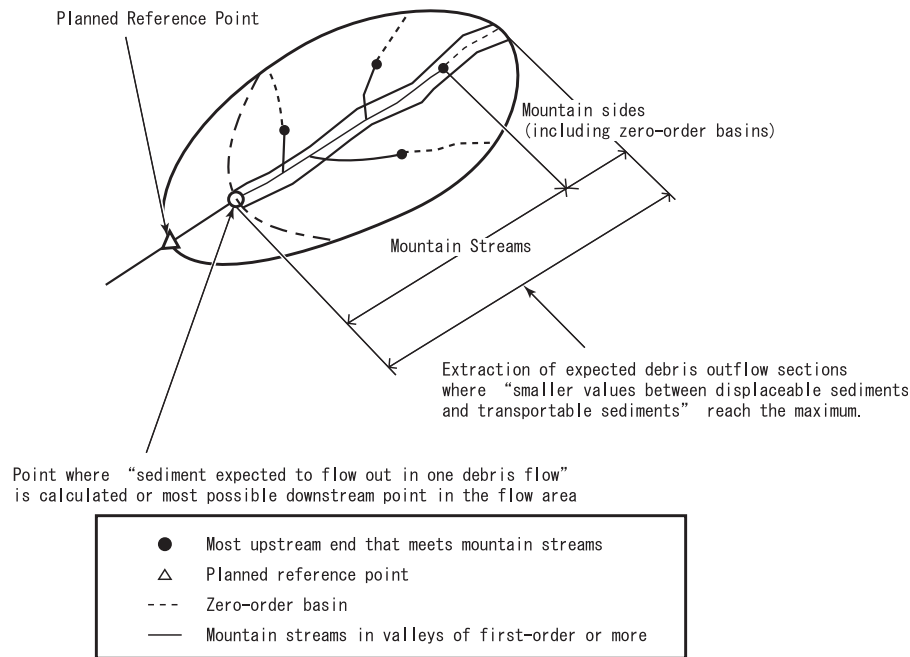 Planned Reference Point
Mountain sides
(including zero-order basins)
Mountain Streams
Extraction of expected debris outflow sections
where “smaller values between displaceable sediments
and transportable sediments” reach the maximum.
Point where “sediment expected to flow out in one debris flow”
is calculated or most possible downstream point in the flow area
Most upstream end that meets mountain streams
Planned reference point
Zero-order basin
Mountain streams in valleys of first-order or more